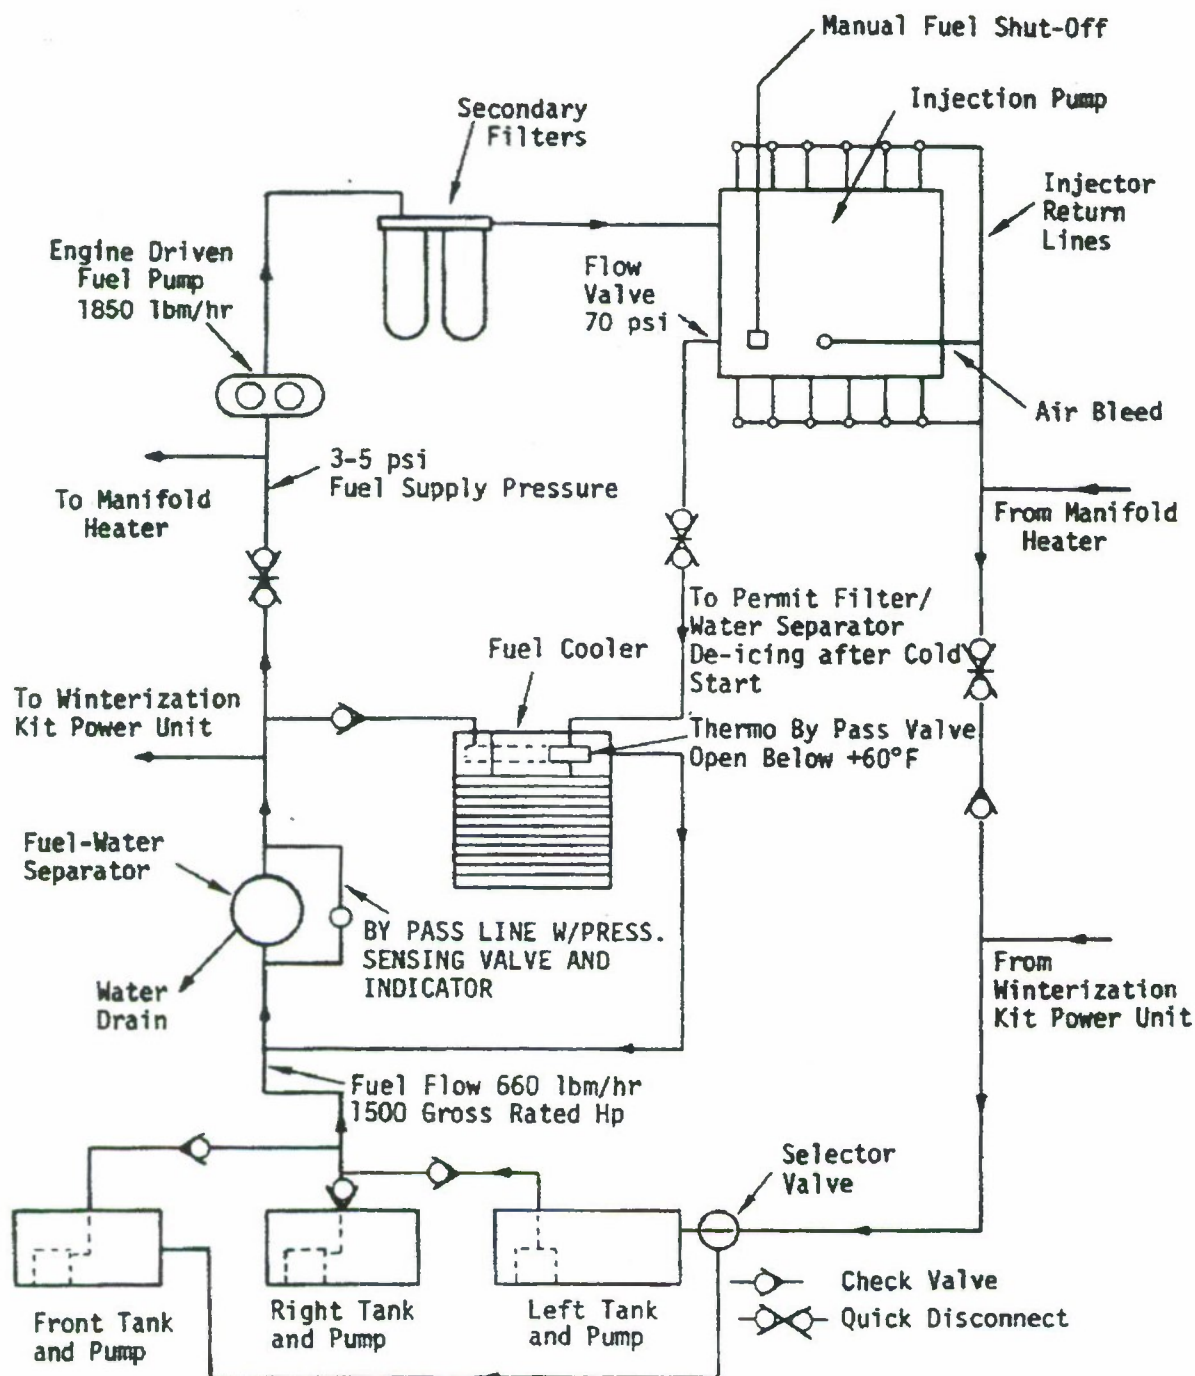 Manual Fuel Shut-Off
Injection Pump
Secondary
Filters
Injector
Return
Lines
Engine Driven
Fuel Pump
1850 lbm/hr
Flow
Valve
70 psi
Air Bleed
3-5 psi
Fuel Supply Pressure
To Manifold
Heater
From Manifold
Heater
To Permit Filter/
Water Separator
De-icing after Cold
Start
Fuel Cooler
To Winterization
Kit Power Unit
Thermo By Pass Valve
Open Below +60°F
Fuel-Water
Separator
BY PASS LINE W/PRESS.
SENSING VALVE AND
INDICATOR
Water
Drain
From
Winterization
Kit Power Unit
Fuel Flow 660 lbm/hr
1500 Gross Rated Hp
Selector
Valve
Front Tank
and Pump
Right Tank
and Pump
Left Tank
and Pump
Check Valve
Quick Disconnect